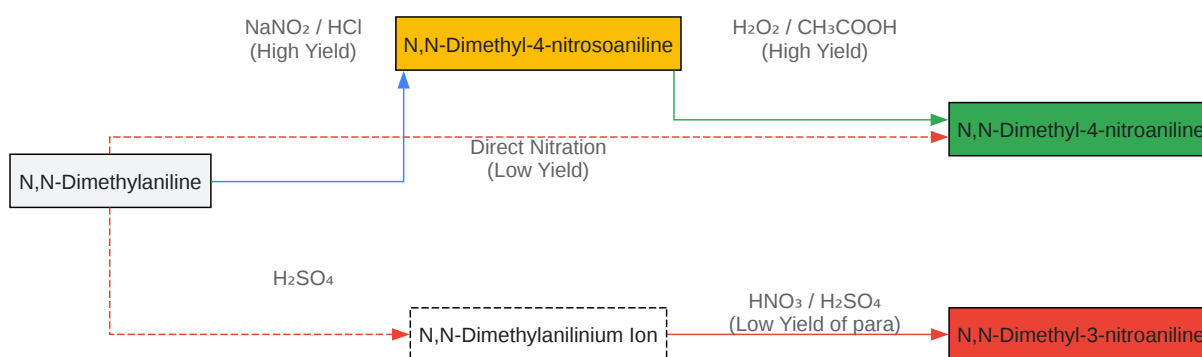 NaNO₂ / HCl
(High Yield)
N,N-Dimethyl-4-nitrosoaniline
H₂O₂ / CH₃COOH
(High Yield)
N,N-Dimethyl-4-nitroaniline
Direct Nitration
(Low Yield)
N,N-Dimethylaniline
H₂SO₄
N,N-Dimethylanilinium Ion
HNO₃ / H₂SO₄
(Low Yield of para)
N,N-Dimethyl-3-nitroaniline